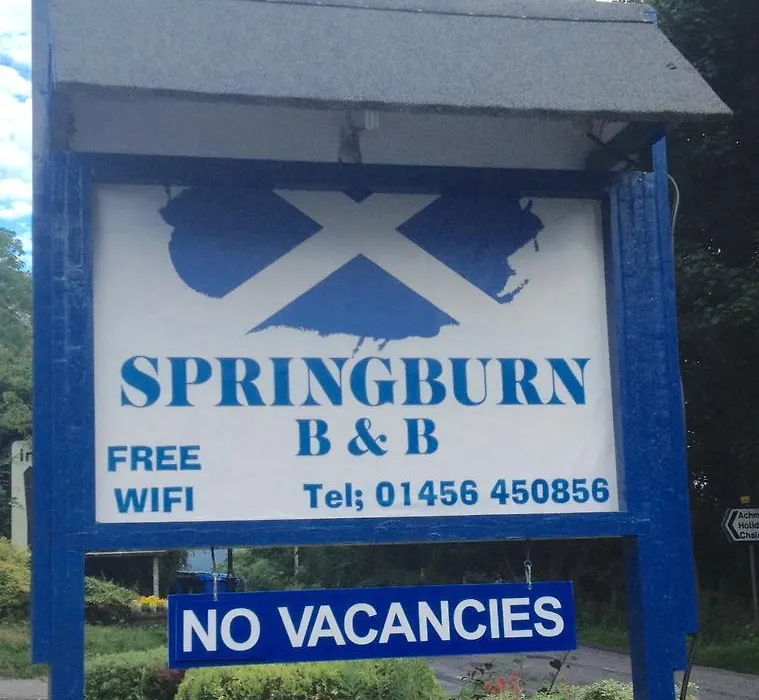 SPRINGBURN
B & B
FREE
WIFI
Tel; 01456 450856
NO VACANCIES